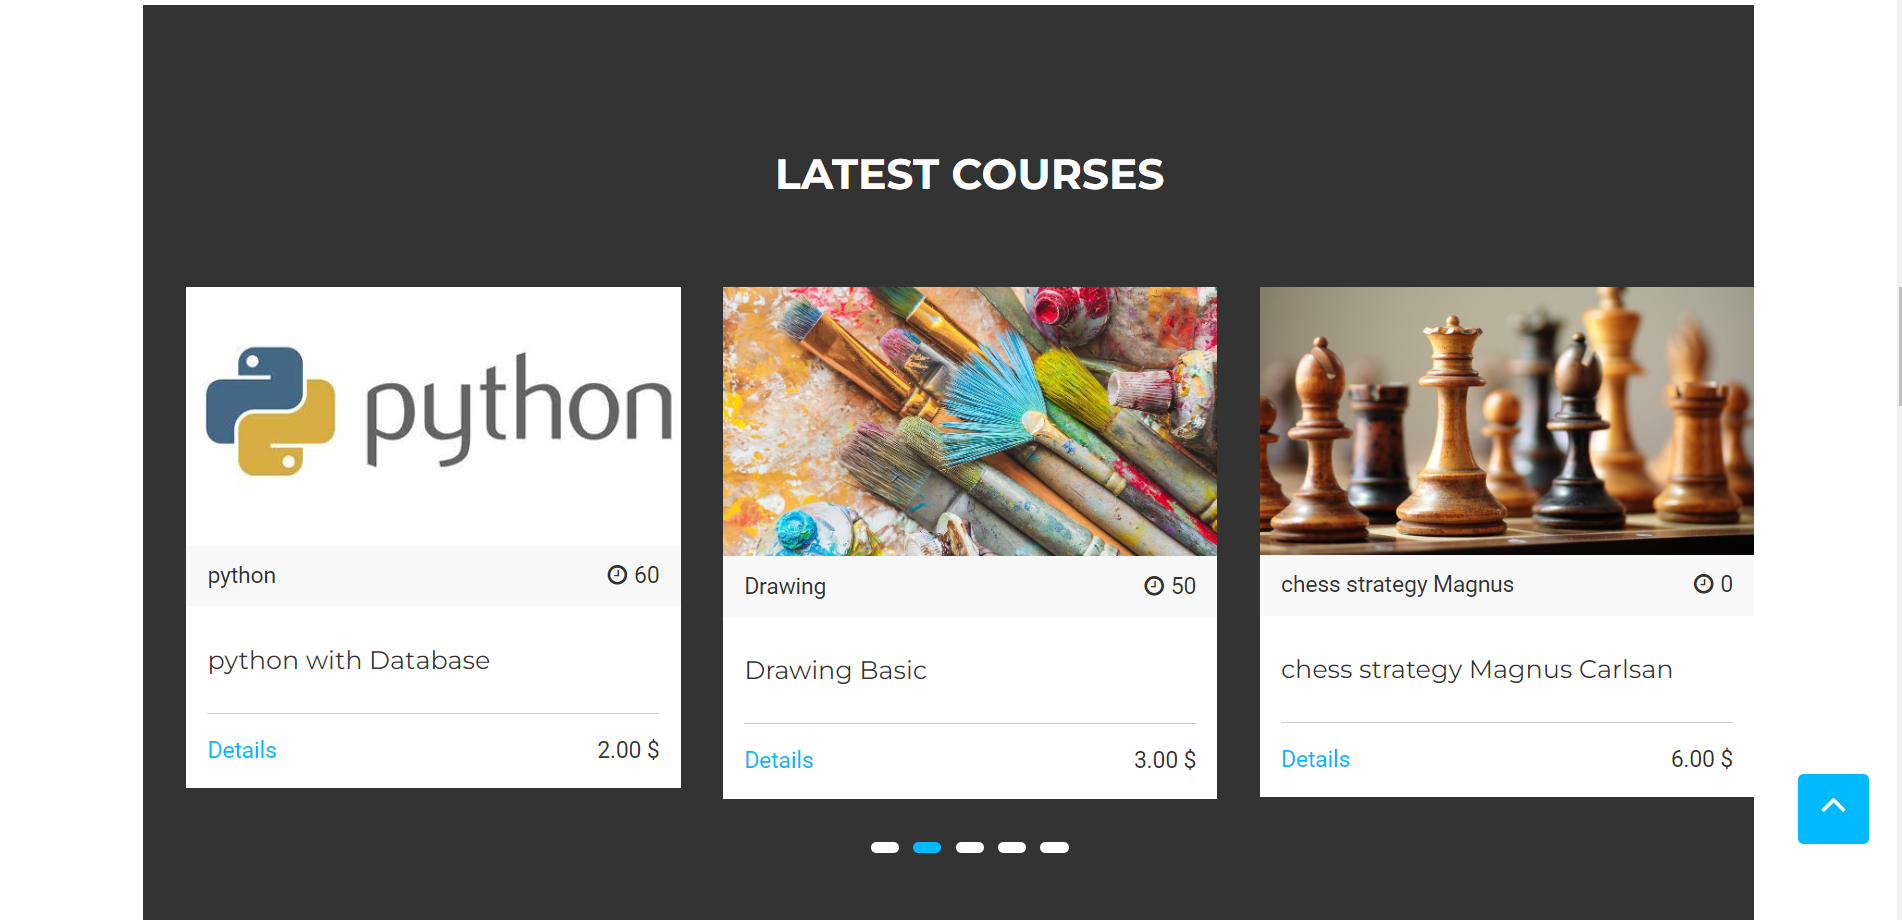 LATEST COURSES
python
python
60
python with Database
Details
2.00 $
Drawing
50
Drawing Basic
Details
3.00 $
chess strategy Magnus
0
chess strategy Magnus Carlsan
Details
6.00 $